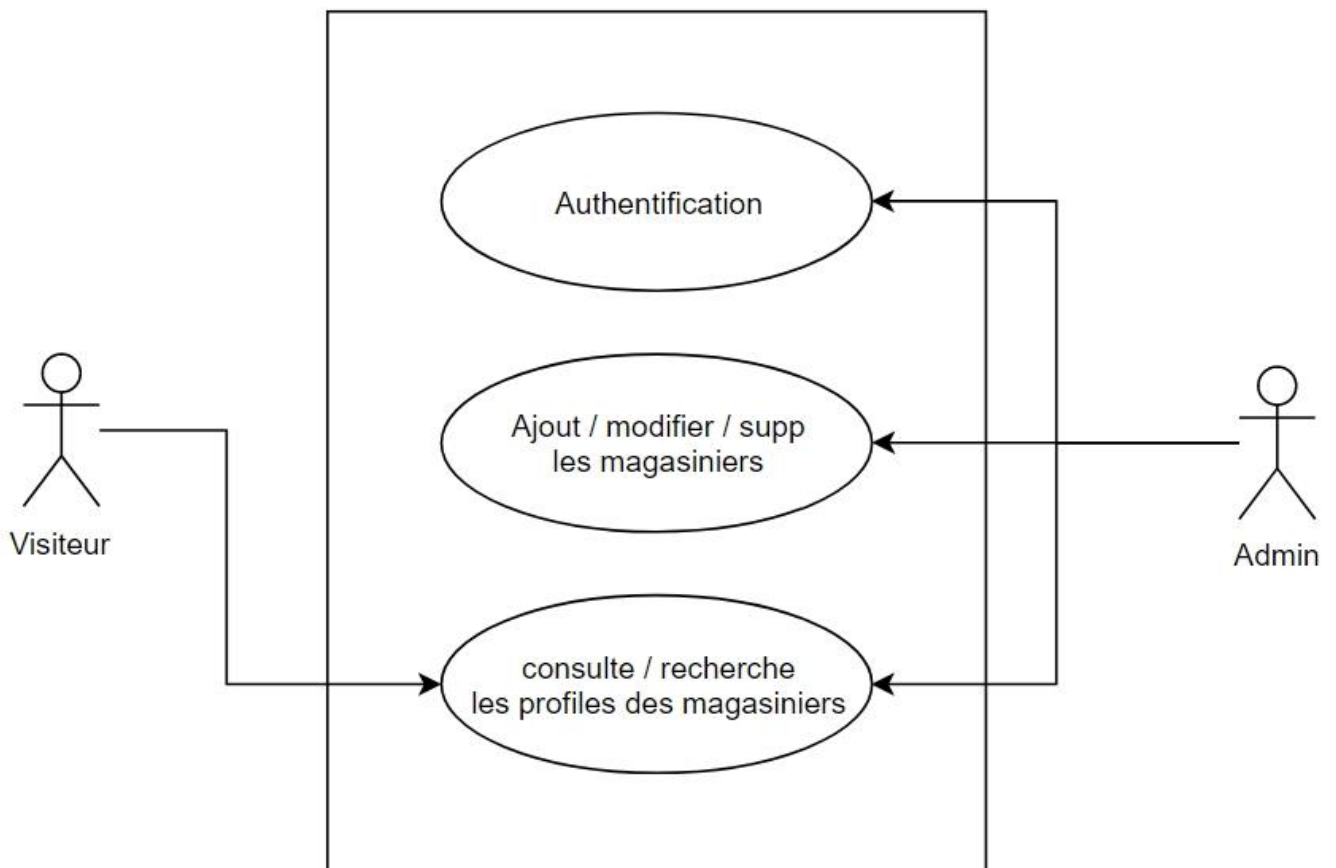 Authentification
Ajout / modifier / supp
les magasiniers
Visiteur
Admin
consulte / recherche
les profiles des magasiniers